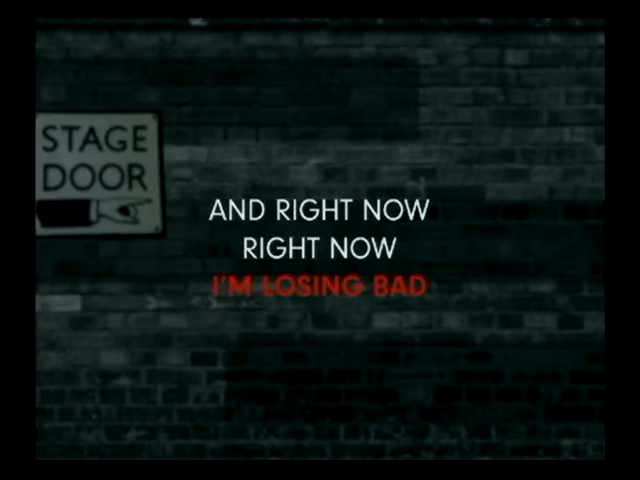 STAGE
DOOR
AND RIGHT NOW
RIGHT NOW
I'M LOSING BAD